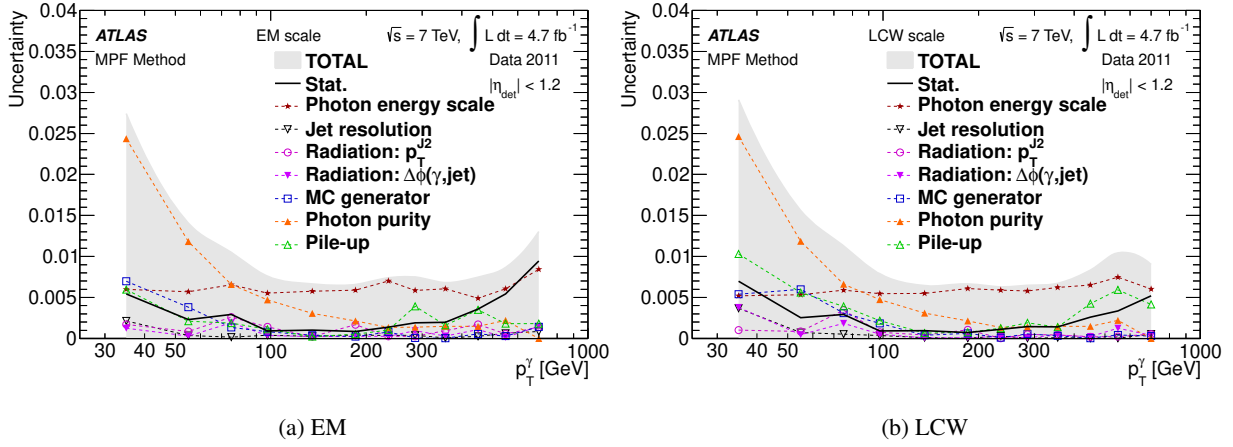 ATLAS
EM scale
√s = 7 TeV, ∫ L dt = 4.7 fb⁻¹
MPF Method
TOTAL
Data 2011
Stat.
|η_det| < 1.2
Photon energy scale
Jet resolution
Radiation: p_T^J2
Radiation: Δϕ(γ,jet)
MC generator
Photon purity
Pile-up
Uncertainty
0.04
0.035
0.03
0.025
0.02
0.015
0.01
0.005
0
30 40 50 100 200 300 1000
p_T^γ [GeV]
(a) EM
ATLAS
LCW scale
√s = 7 TeV, ∫ L dt = 4.7 fb⁻¹
MPF Method
TOTAL
Data 2011
Stat.
|η_det| < 1.2
Photon energy scale
Jet resolution
Radiation: p_T^J2
Radiation: Δϕ(γ,jet)
MC generator
Photon purity
Pile-up
Uncertainty
0.04
0.035
0.03
0.025
0.02
0.015
0.01
0.005
0
30 40 50 100 200 300 1000
p_T^γ [GeV]
(b) LCW